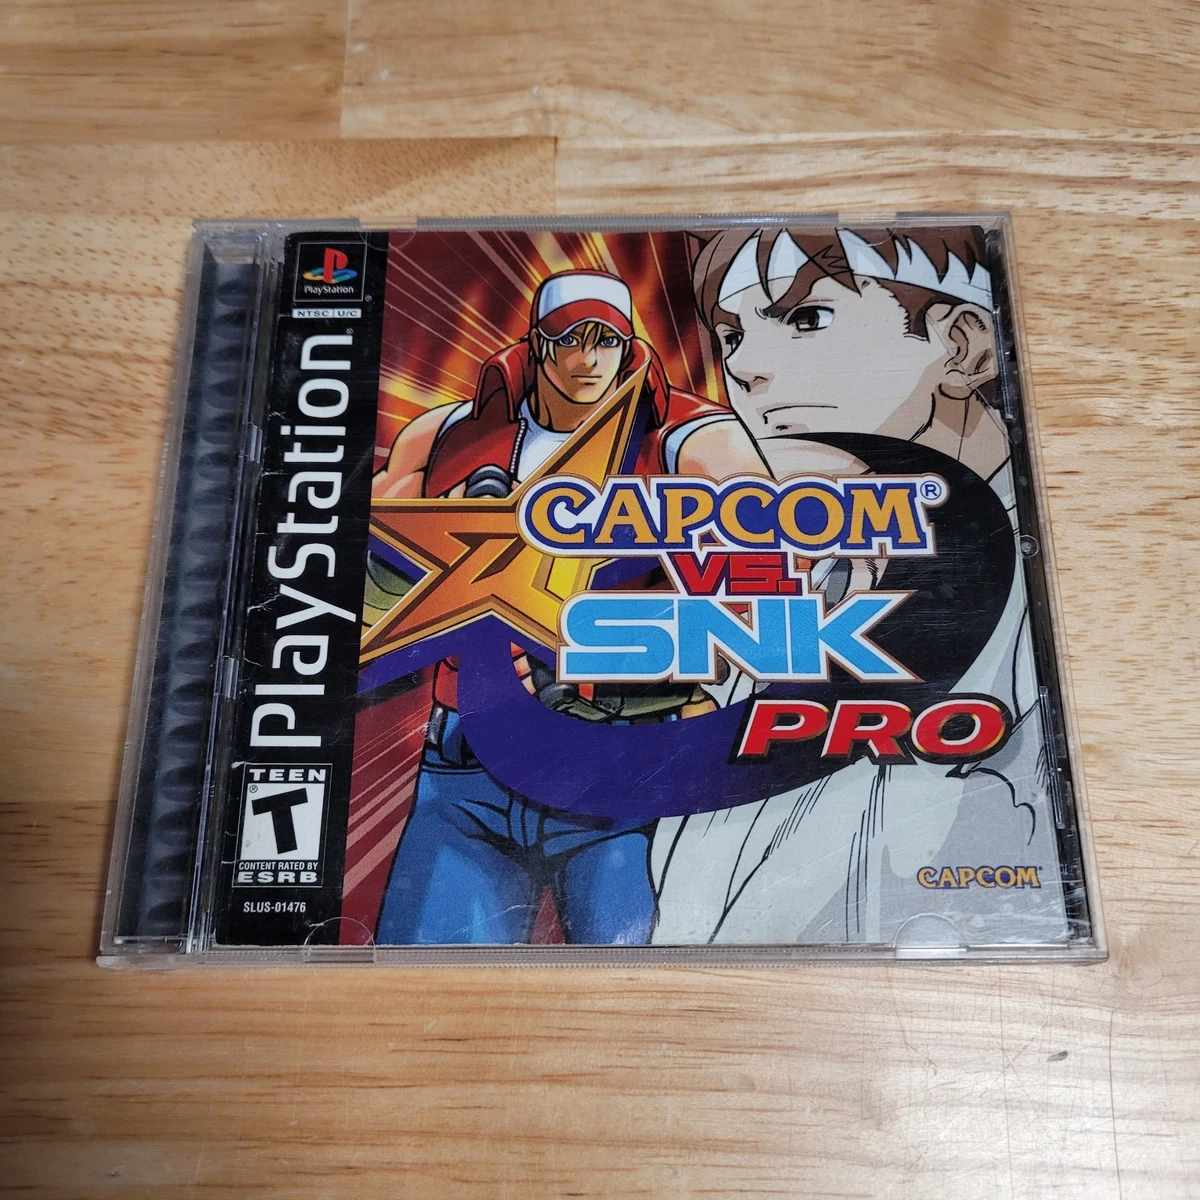 PlayStation
®
NTSC U/C
PlayStation®
TEEN
®
T
CONTENT RATED BY
ESRB
SLUS-01476
CAPCOM®
VS.
SNK
PRO
CAPCOM®